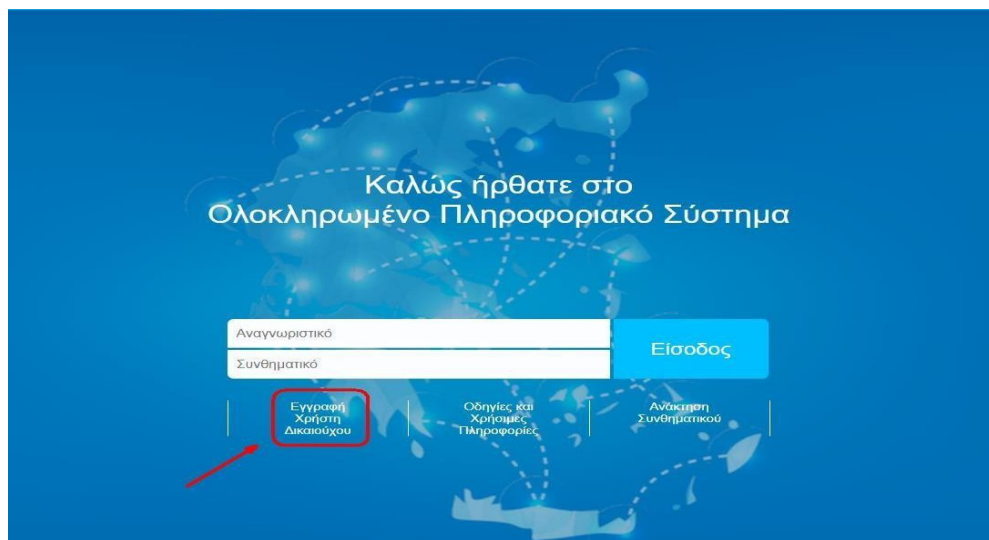 Καλώς ήρθατε στο
Ολοκληρωμένο Πληροφοριακό Σύστημα
Αναγνωριστικό
Συνθηματικό
Είσοδος
Εγγραφή
Χρήστη
Δικαιούχου
Οδηγίες και
Χρήσιμες
Πληροφορίες
Ανάκτηση
Συνθηματικού